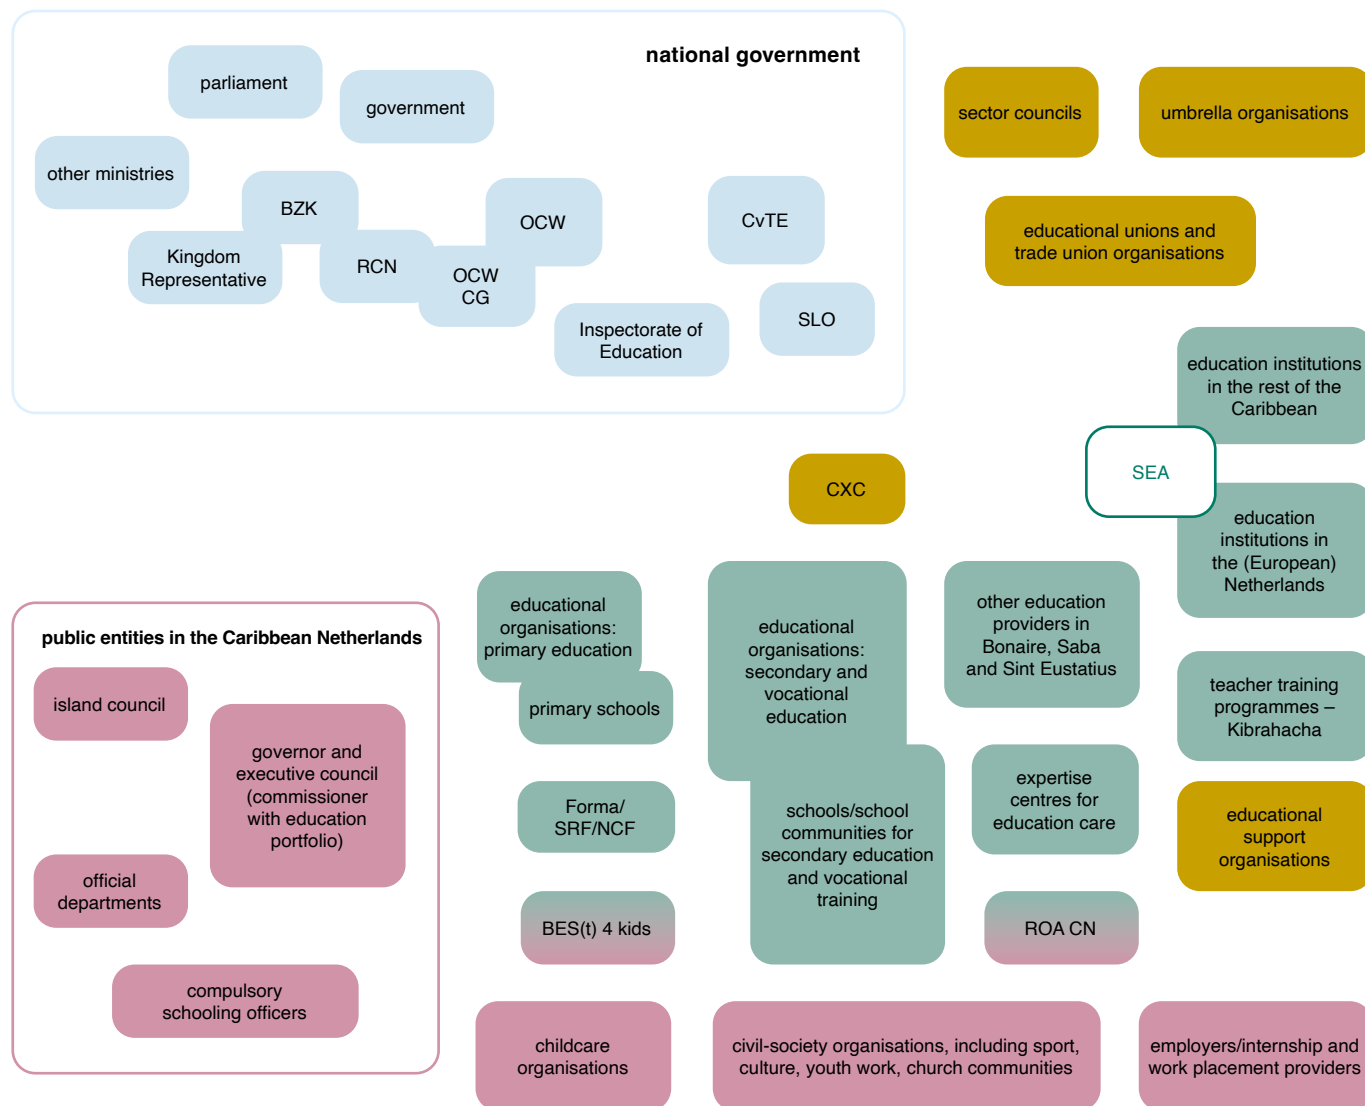 national government
parliament
government
other ministries
BZK
OCW
CvTE
Kingdom
Representative
RCN
OCW
CG
Inspectorate of
Education
SLO
sector councils
umbrella organisations
educational unions and
trade union organisations
education institutions
in the rest of the
Caribbean
SEA
CXC
education
institutions in
the (European)
Netherlands
public entities in the Caribbean Netherlands
island council
governor and
executive council
(commissioner
with education
portfolio)
official
departments
compulsory
schooling officers
educational
organisations:
primary education
primary schools
educational
organisations:
secondary and
vocational
education
other education
providers in
Bonaire, Saba
and Sint Eustatius
teacher training
programmes –
Kibrahacha
Forma/
SRF/NCF
schools/school
communities for
secondary education
and vocational
training
expertise
centres for
education care
educational
support
organisations
BES(t) 4 kids
ROA CN
childcare
organisations
civil-society organisations, including sport,
culture, youth work, church communities
employers/internship and
work placement providers